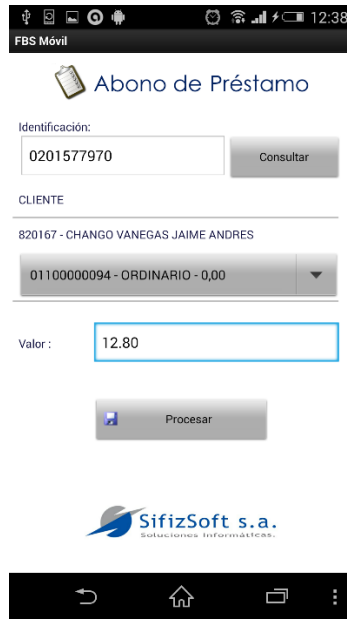 12:38
FBS Móvil
Abono de Préstamo
Identificación:
0201577970
Consultar
CLIENTE
820167 - CHANGO VANEGAS JAIME ANDRES
01100000094 - ORDINARIO - 0,00
Valor :
12.80
Procesar
SifizSoft s.a.
Soluciones Informáticas.